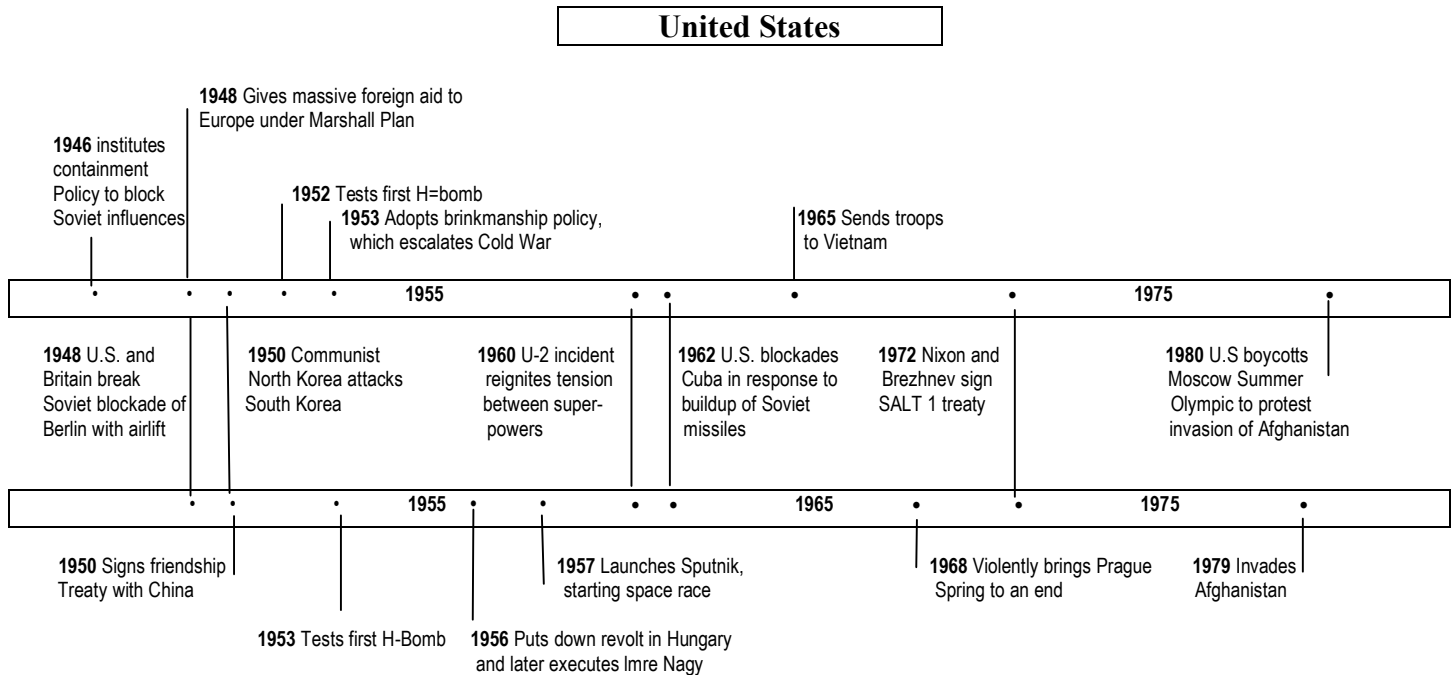 United States
1948 Gives massive foreign aid to
Europe under Marshall Plan
1946 institutes
containment
Policy to block
Soviet influences
1952 Tests first H=bomb
1953 Adopts brinkmanship policy,
which escalates Cold War
1965 Sends troops
to Vietnam
1955
1975
1948 U.S. and
Britain break
Soviet blockade of
Berlin with airlift
1950 Communist
North Korea attacks
South Korea
1960 U-2 incident
reignites tension
between super-
powers
1962 U.S. blockades
Cuba in response to
buildup of Soviet
missiles
1972 Nixon and
Brezhnev sign
SALT 1 treaty
1980 U.S boycotts
Moscow Summer
Olympic to protest
invasion of Afghanistan
1955
1965
1975
1950 Signs friendship
Treaty with China
1953 Tests first H-Bomb
1956 Puts down revolt in Hungary
and later executes Imre Nagy
1957 Launches Sputnik,
starting space race
1968 Violently brings Prague
Spring to an end
1979 Invades
Afghanistan